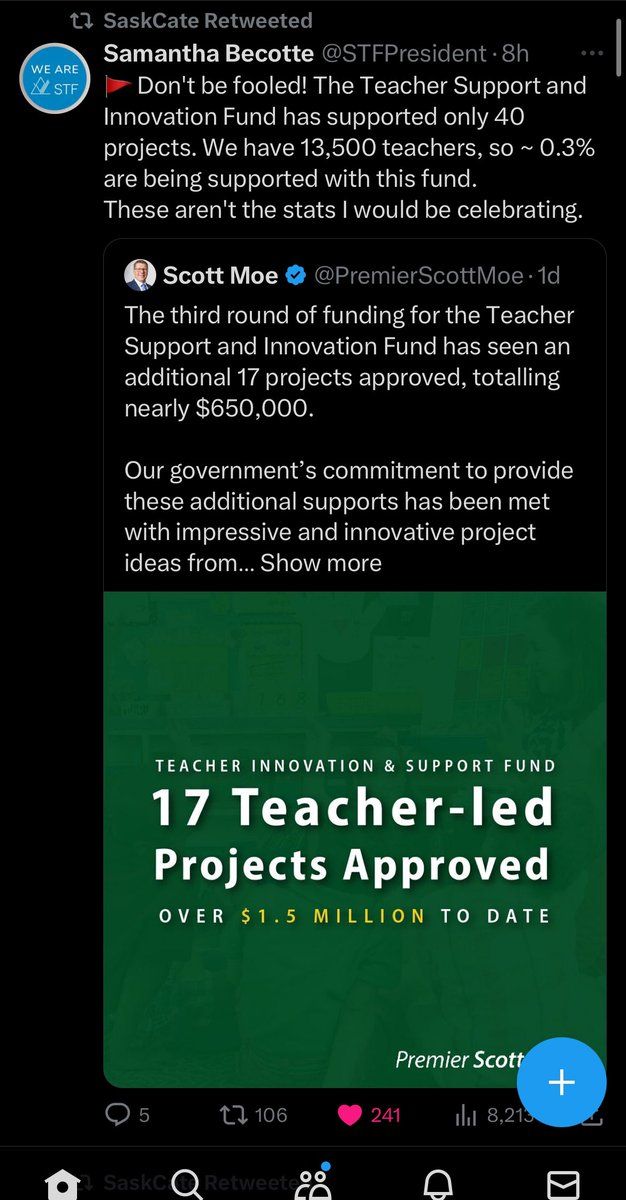 SaskCate Retweeted
Samantha Becotte @STFPresident · 8h
WE ARE
STF
🚩 Don't be fooled! The Teacher Support and
Innovation Fund has supported only 40
projects. We have 13,500 teachers, so ~ 0.3%
are being supported with this fund.
These aren't the stats I would be celebrating.
Scott Moe @PremierScottMoe · 1d
The third round of funding for the Teacher
Support and Innovation Fund has seen an
additional 17 projects approved, totalling
nearly $650,000.
Our government’s commitment to provide
these additional supports has been met
with impressive and innovative project
ideas from... Show more
TEACHER INNOVATION & SUPPORT FUND
17 Teacher-led
Projects Approved
OVER $1.5 MILLION TO DATE
Premier Scott
5 106 241 8,213
SaskCate Retweeted